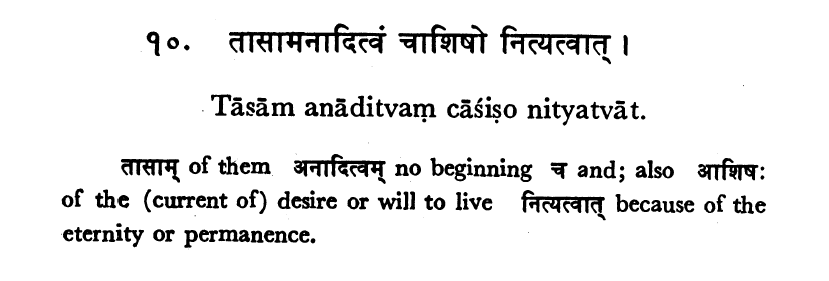 १०. तासामनादित्वं चाशिषो नित्यत्वात् ।
Tāsām anāditvaṃ cāśiṣo nityatvāt.
तासाम् of them अनादित्वम् no beginning च and; also आशिषः
of the (current of) desire or will to live नित्यत्वात् because of the
eternity or permanence.